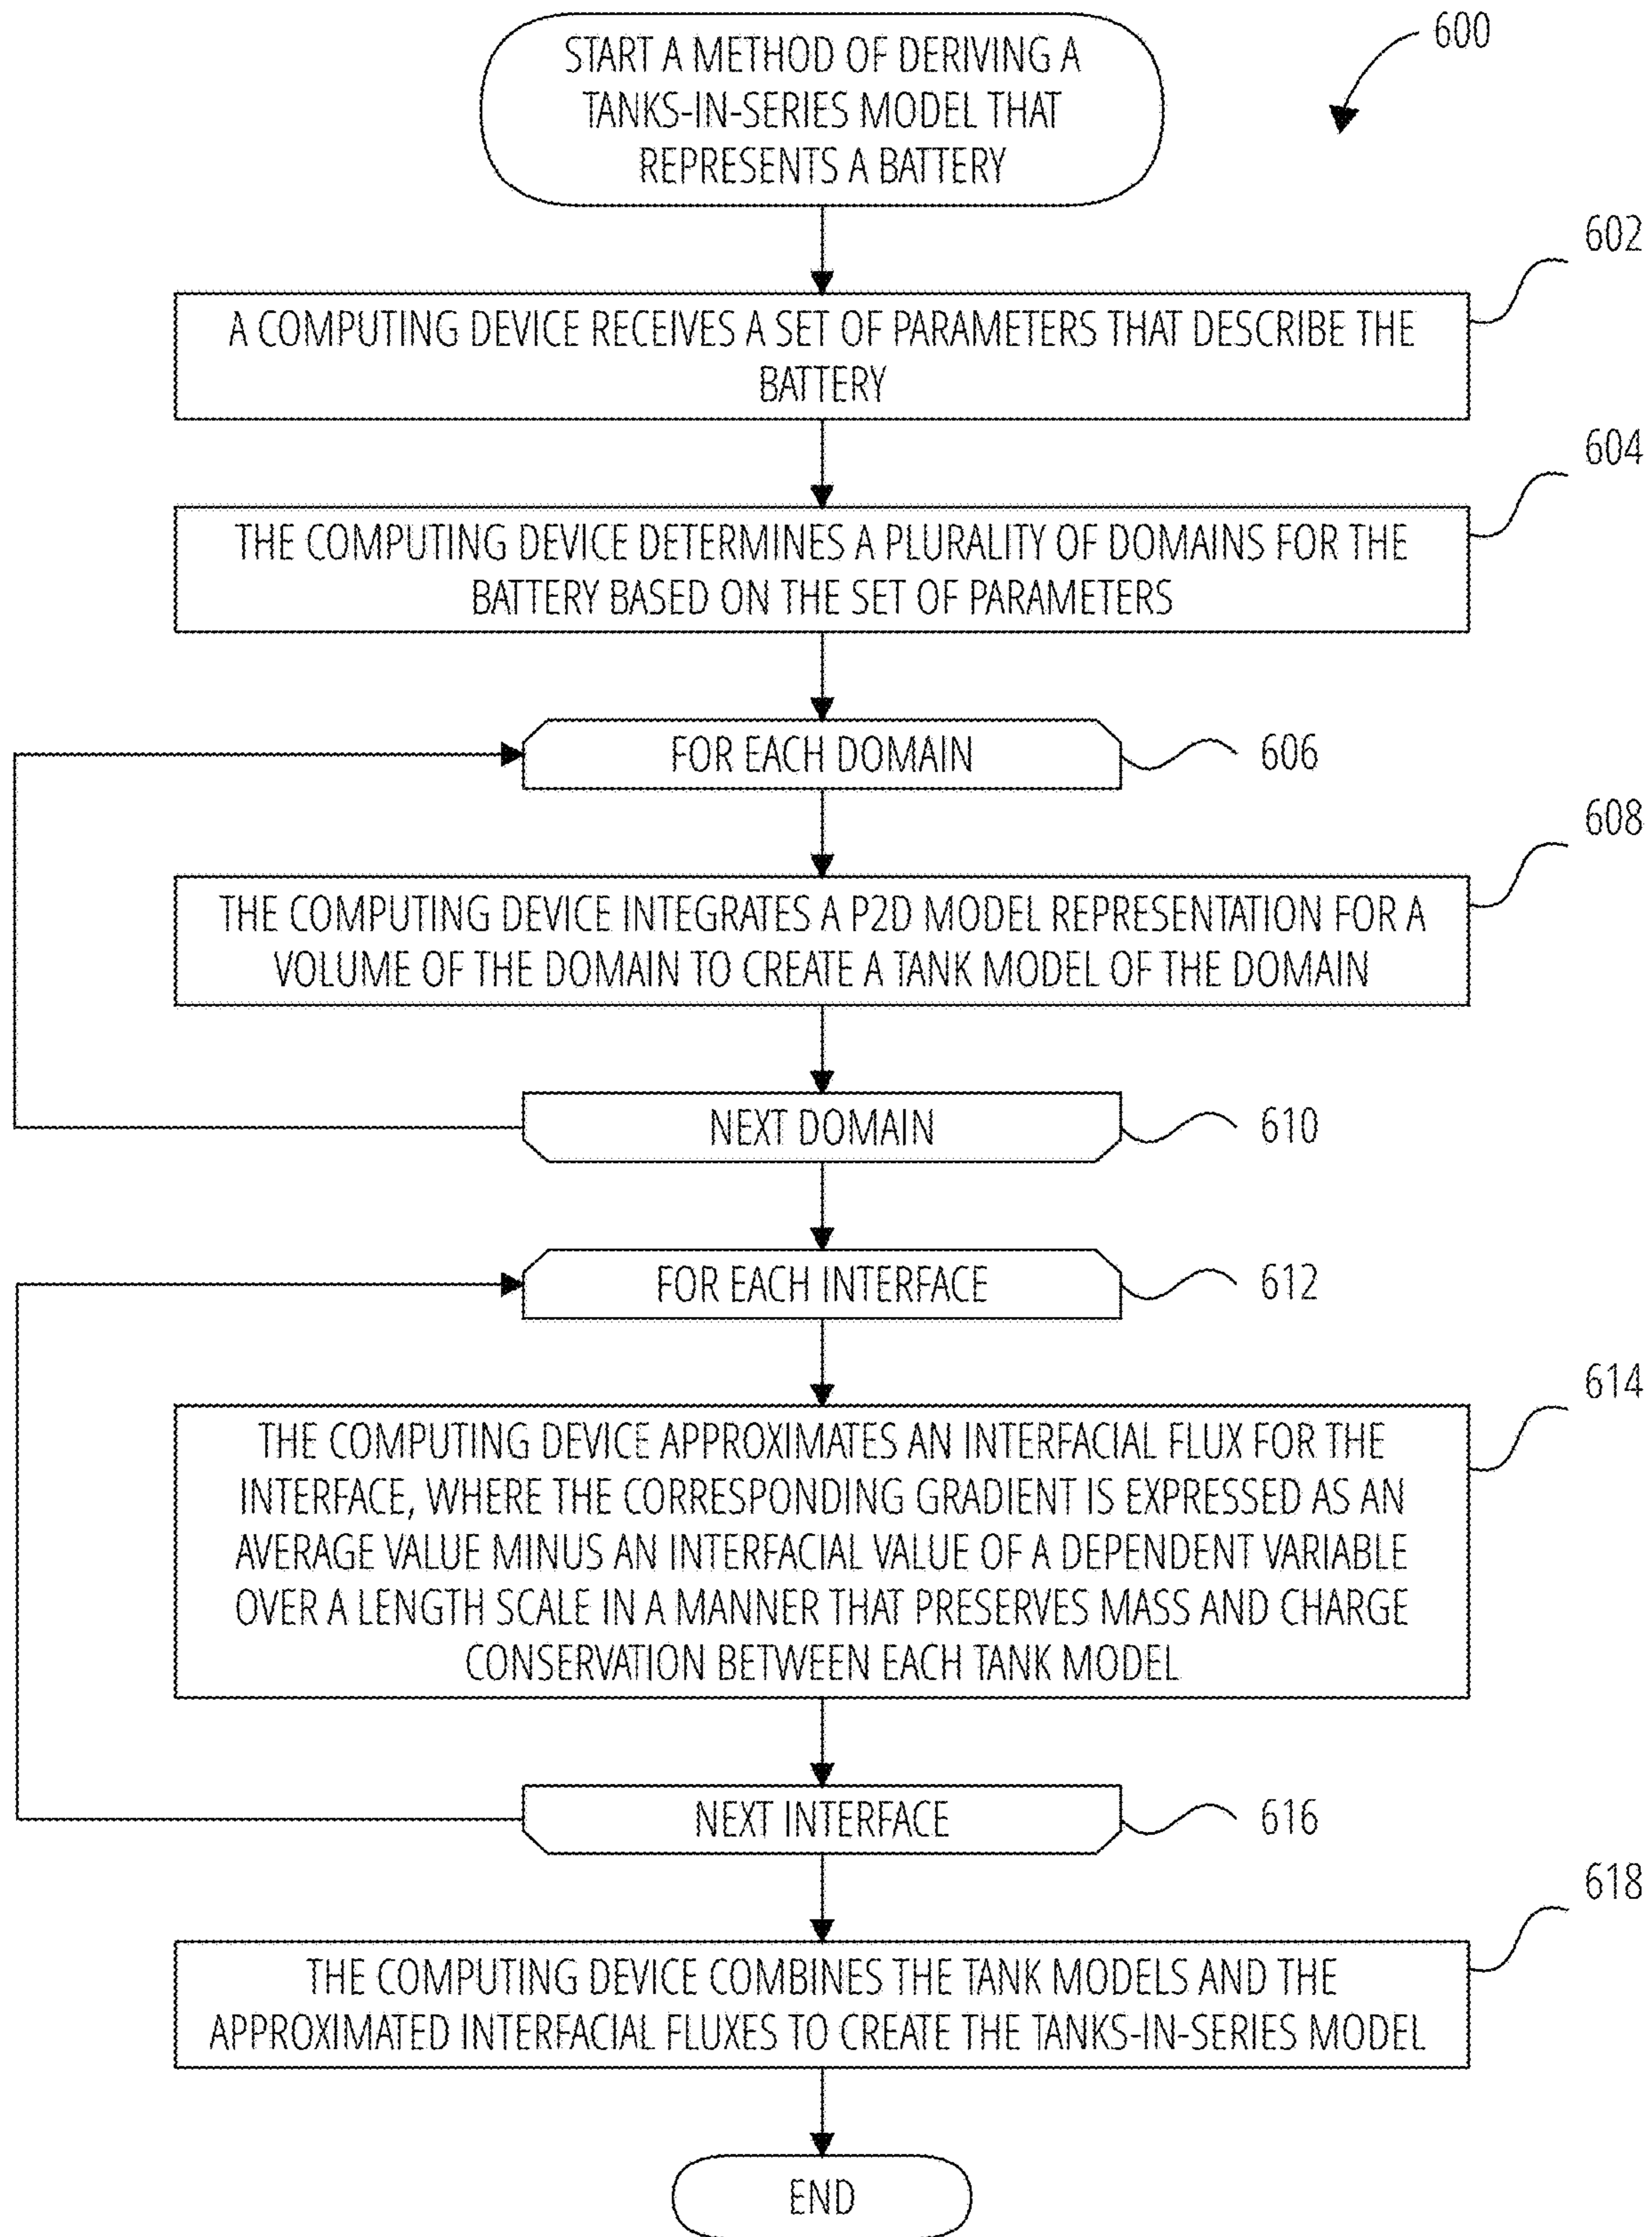 START A METHOD OF DERIVING A
TANKS-IN-SERIES MODEL THAT
REPRESENTS A BATTERY
600
602
A COMPUTING DEVICE RECEIVES A SET OF PARAMETERS THAT DESCRIBE THE
BATTERY
604
THE COMPUTING DEVICE DETERMINES A PLURALITY OF DOMAINS FOR THE
BATTERY BASED ON THE SET OF PARAMETERS
FOR EACH DOMAIN
606
608
THE COMPUTING DEVICE INTEGRATES A P2D MODEL REPRESENTATION FOR A
VOLUME OF THE DOMAIN TO CREATE A TANK MODEL OF THE DOMAIN
NEXT DOMAIN
610
FOR EACH INTERFACE
612
614
THE COMPUTING DEVICE APPROXIMATES AN INTERFACIAL FLUX FOR THE
INTERFACE, WHERE THE CORRESPONDING GRADIENT IS EXPRESSED AS AN
AVERAGE VALUE MINUS AN INTERFACIAL VALUE OF A DEPENDENT VARIABLE
OVER A LENGTH SCALE IN A MANNER THAT PRESERVES MASS AND CHARGE
CONSERVATION BETWEEN EACH TANK MODEL
NEXT INTERFACE
616
618
THE COMPUTING DEVICE COMBINES THE TANK MODELS AND THE
APPROXIMATED INTERFACIAL FLUXES TO CREATE THE TANKS-IN-SERIES MODEL
END